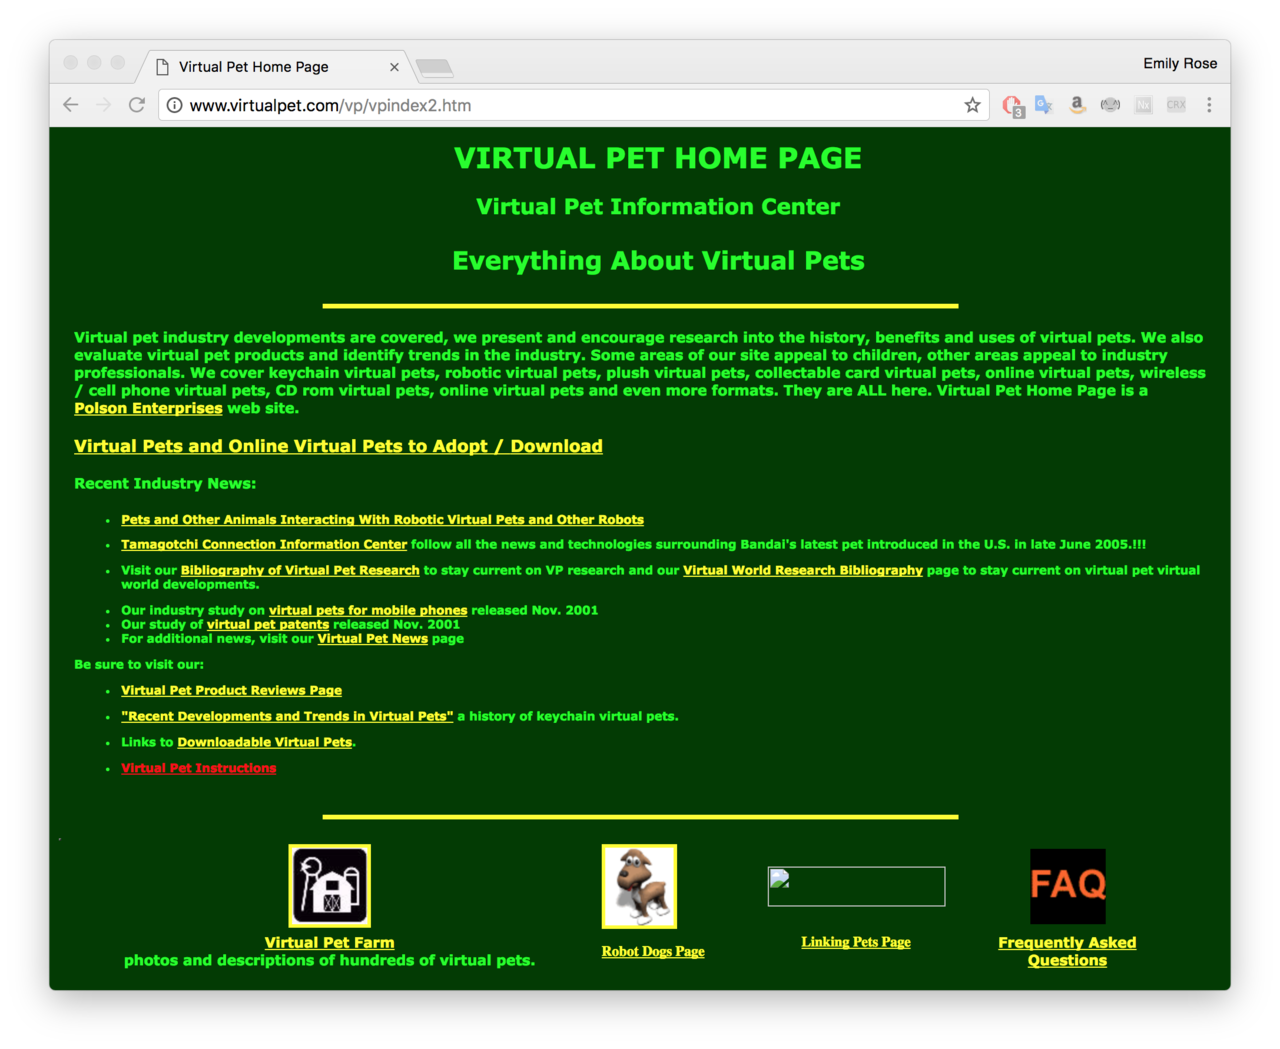 Virtual Pet Home Page
Emily Rose
www.virtualpet.com/vp/vpindex2.htm
3
G
a
N7
CRX
VIRTUAL PET HOME PAGE
Virtual Pet Information Center
Everything About Virtual Pets
Virtual pet industry developments are covered, we present and encourage research into the history, benefits and uses of virtual pets. We also
evaluate virtual pet products and identify trends in the industry. Some areas of our site appeal to children, other areas appeal to industry
professionals. We cover keychain virtual pets, robotic virtual pets, plush virtual pets, collectable card virtual pets, online virtual pets, wireless
/ cell phone virtual pets, CD rom virtual pets, online virtual pets and even more formats. They are ALL here. Virtual Pet Home Page is a
Polson Enterprises web site.
Virtual Pets and Online Virtual Pets to Adopt / Download
Recent Industry News:
• Pets and Other Animals Interacting With Robotic Virtual Pets and Other Robots
• Tamagotchi Connection Information Center follow all the news and technologies surrounding Bandai's latest pet introduced in the U.S. in late June 2005.!!!
• Visit our Bibliography of Virtual Pet Research to stay current on VP research and our Virtual World Research Bibliography page to stay current on virtual pet virtual
world developments.
• Our industry study on virtual pets for mobile phones released Nov. 2001
• Our study of virtual pet patents released Nov. 2001
• For additional news, visit our Virtual Pet News page
Be sure to visit our:
• Virtual Pet Product Reviews Page
• "Recent Developments and Trends in Virtual Pets" a history of keychain virtual pets.
• Links to Downloadable Virtual Pets.
• Virtual Pet Instructions
FAQ
Virtual Pet Farm
photos and descriptions of hundreds of virtual pets.
Robot Dogs Page
Linking Pets Page
Frequently Asked
Questions